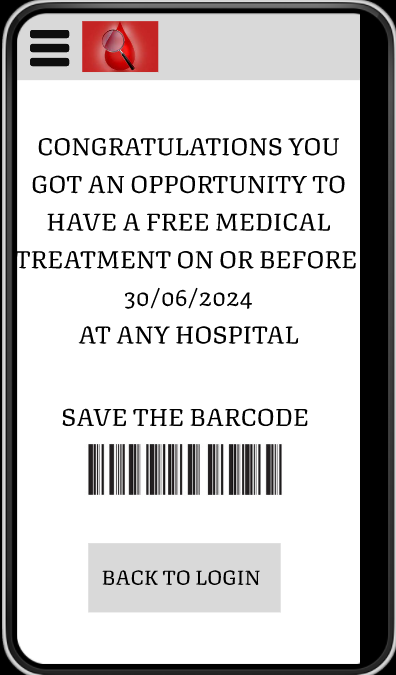 CONGRATULATIONS YOU
GOT AN OPPORTUNITY TO
HAVE A FREE MEDICAL
TREATMENT ON OR BEFORE
30/06/2024
AT ANY HOSPITAL
SAVE THE BARCODE
BACK TO LOGIN